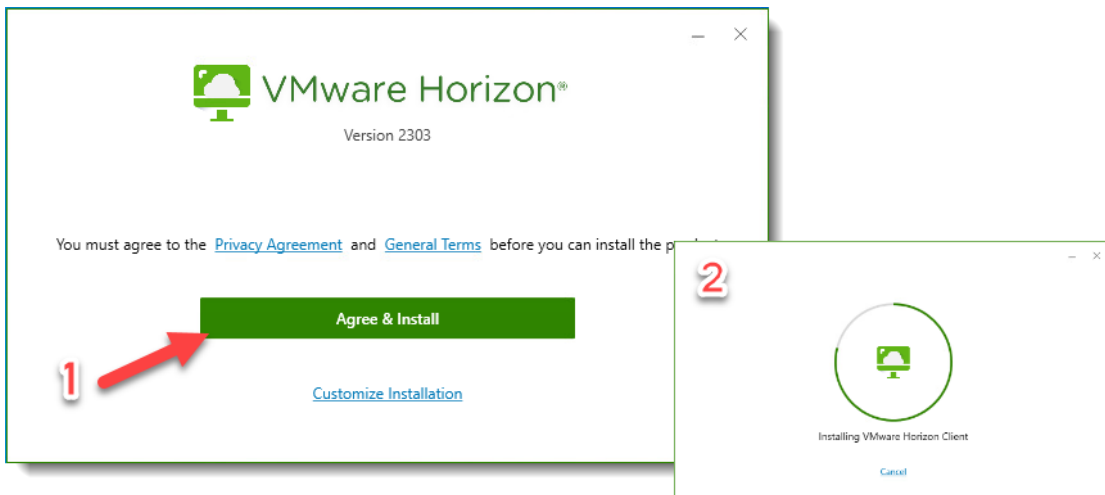 VMware Horizon®
Version 2303
You must agree to the Privacy Agreement and General Terms before you can install the
Agree & Install
1
Customize Installation
2
Installing VMware Horizon Client
Cancel